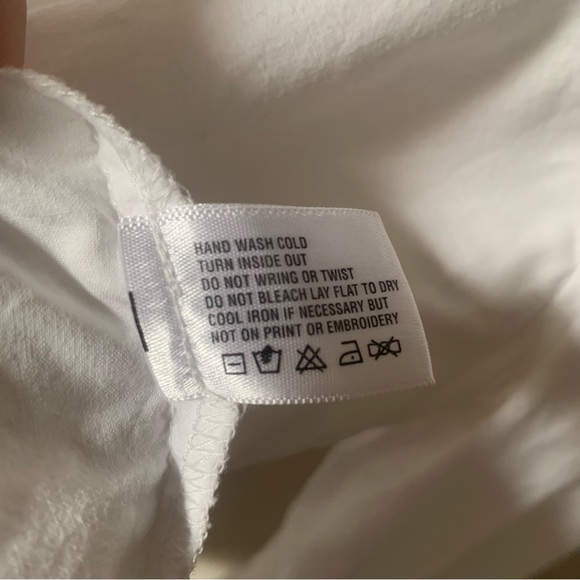 HAND WASH COLD
TURN INSIDE OUT
DO NOT WRING OR TWIST
DO NOT BLEACH LAY FLAT TO DRY
COOL IRON IF NECESSARY BUT
NOT ON PRINT OR EMBROIDERY